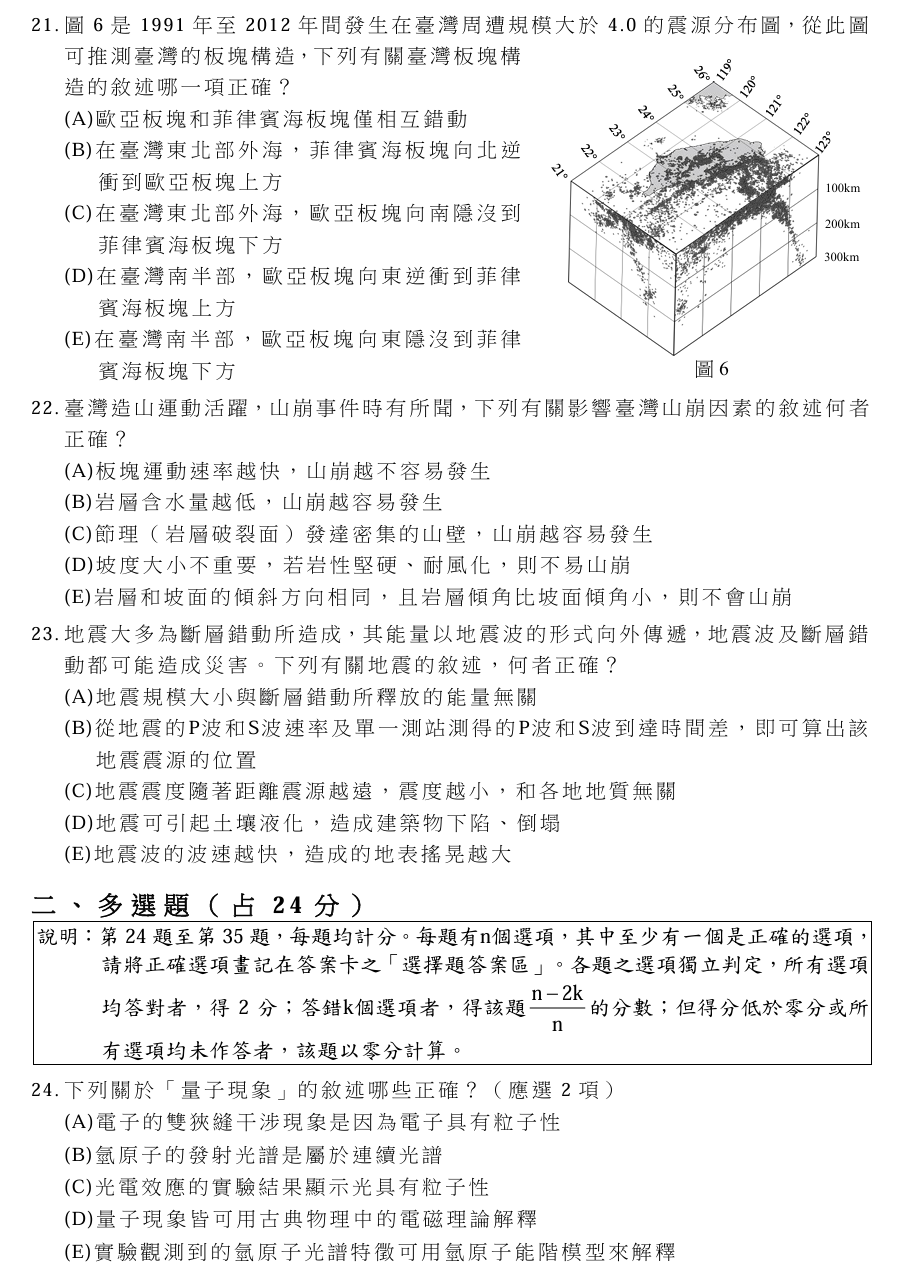 21.圖 6 是 1991 年至 2012 年間發生在臺灣周遭規模大於 4.0 的震源分布圖，從此圖
可推測臺灣的板塊構造，下列有關臺灣板塊構
造的敘述哪一項正確？
(A)歐亞板塊和菲律賓海板塊僅相互錯動
(B)在臺灣東北部外海，菲律賓海板塊向北逆
衝到歐亞板塊上方
(C)在臺灣東北部外海，歐亞板塊向南隱沒到
菲律賓海板塊下方
(D)在臺灣南半部，歐亞板塊向東逆衝到菲律
賓海板塊上方
(E)在臺灣南半部，歐亞板塊向東隱沒到菲律
賓海板塊下方
26° 119°
25° 120°
24° 121°
23° 122°
22° 123°
21°
100km
200km
300km
圖 6
22.臺灣造山運動活躍，山崩事件時有所聞，下列有關影響臺灣山崩因素的敘述何者
正確？
(A)板塊運動速率越快，山崩越不容易發生
(B)岩層含水量越低，山崩越容易發生
(C)節理（岩層破裂面）發達密集的山壁，山崩越容易發生
(D)坡度大小不重要，若岩性堅硬、耐風化，則不易山崩
(E)岩層和坡面的傾斜方向相同，且岩層傾角比坡面傾角小，則不會山崩
23.地震大多為斷層錯動所造成，其能量以地震波的形式向外傳遞，地震波及斷層錯
動都可能造成災害。下列有關地震的敘述，何者正確？
(A)地震規模大小與斷層錯動所釋放的能量無關
(B)從地震的P波和S波速率及單一測站測得的P波和S波到達時間差，即可算出該
地震震源的位置
(C)地震震度隨著距離震源越遠，震度越小，和各地地質無關
(D)地震可引起土壤液化，造成建築物下陷、倒塌
(E)地震波的波速越快，造成的地表搖晃越大
二、多選題（占 24 分）
說明：第 24 題至第 35 題，每題均計分。每題有n個選項，其中至少有一個是正確的選項，
請將正確選項畫記在答案卡之「選擇題答案區」。各題之選項獨立判定，所有選項
均答對者，得 2 分；答錯k個選項者，得該題 (n－2k)/n 的分數；但得分低於零分或所
有選項均未作答者，該題以零分計算。
24.下列關於「量子現象」的敘述哪些正確？（應選 2 項）
(A)電子的雙狹縫干涉現象是因為電子具有粒子性
(B)氫原子的發射光譜是屬於連續光譜
(C)光電效應的實驗結果顯示光具有粒子性
(D)量子現象皆可用古典物理中的電磁理論解釋
(E)實驗觀測到的氫原子光譜特徵可用氫原子能階模型來解釋